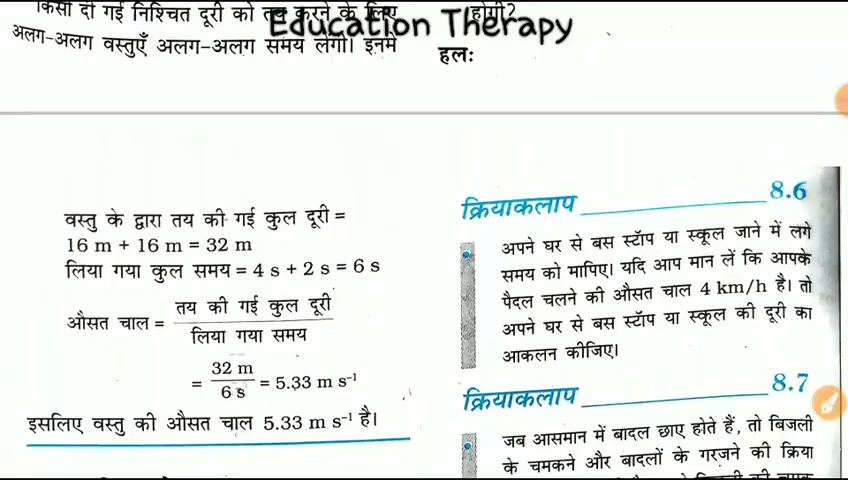 किसी दी गई निश्चित दूरी को तय करने के लिए
अलग-अलग वस्तुएँ अलग-अलग समय लेंगी। इनमें
Education Therapy
होगी?
हलः
वस्तु के द्वारा तय की गई कुल दूरी =
16 m + 16 m = 32 m
लिया गया कुल समय = 4 s + 2 s = 6 s
औसत चाल = तय की गई कुल दूरी
लिया गया समय
= 32 m
6 s
= 5.33 m s⁻¹
इसलिए वस्तु की औसत चाल 5.33 m s⁻¹ है।
क्रियाकलाप 8.6
अपने घर से बस स्टॉप या स्कूल जाने में लगे
समय को मापिए। यदि आप मान लें कि आपके
पैदल चलने की औसत चाल 4 km/h है। तो
अपने घर से बस स्टॉप या स्कूल की दूरी का
आकलन कीजिए।
क्रियाकलाप 8.7
जब आसमान में बादल छाए होते हैं, तो बिजली
के चमकने और बादलों के गरजने की क्रिया